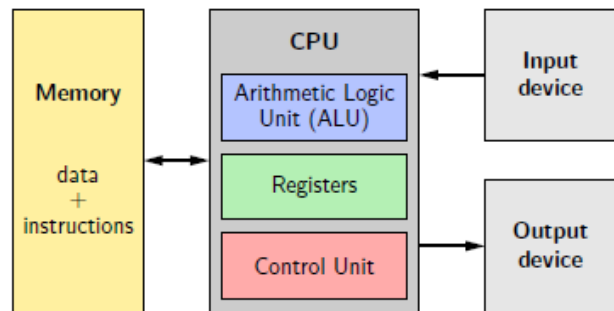 Memory
data
+
instructions
CPU
Arithmetic Logic
Unit (ALU)
Registers
Control Unit
Input
device
Output
device